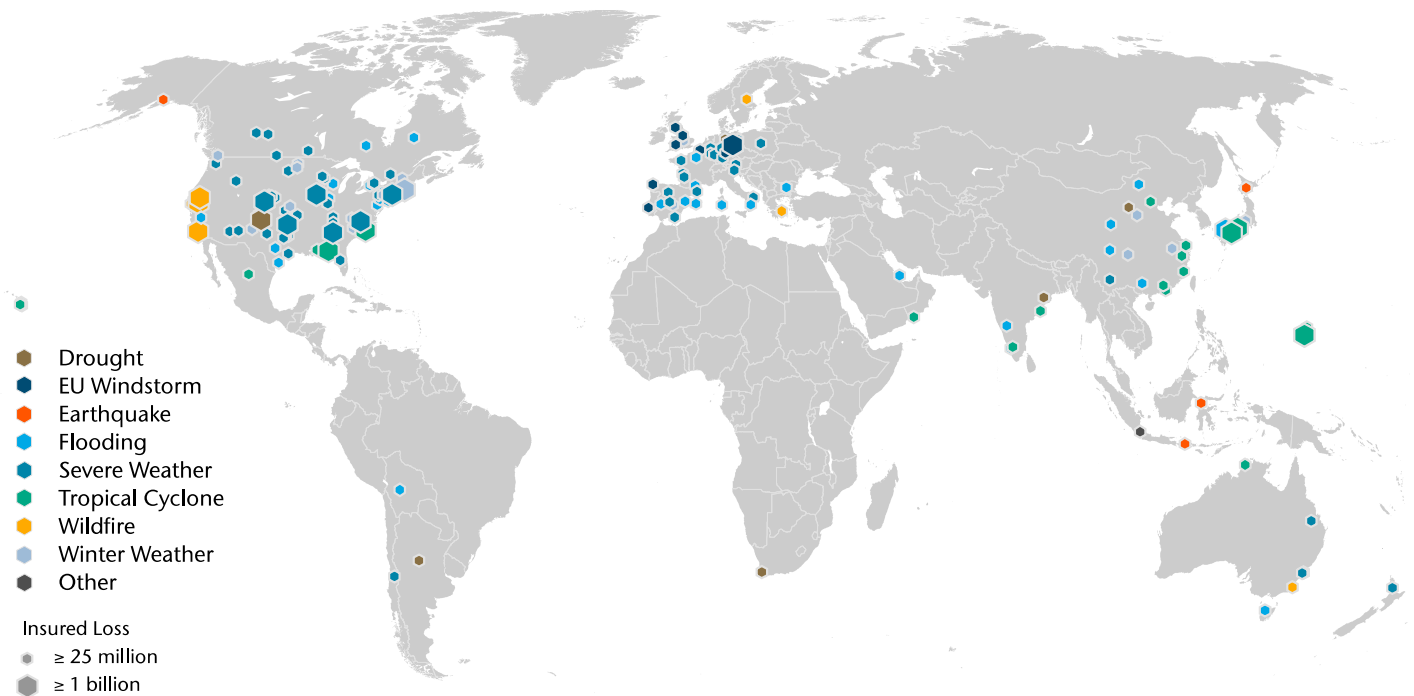 Drought
EU Windstorm
Earthquake
Flooding
Severe Weather
Tropical Cyclone
Wildfire
Winter Weather
Other
Insured Loss
≥ 25 million
≥ 1 billion